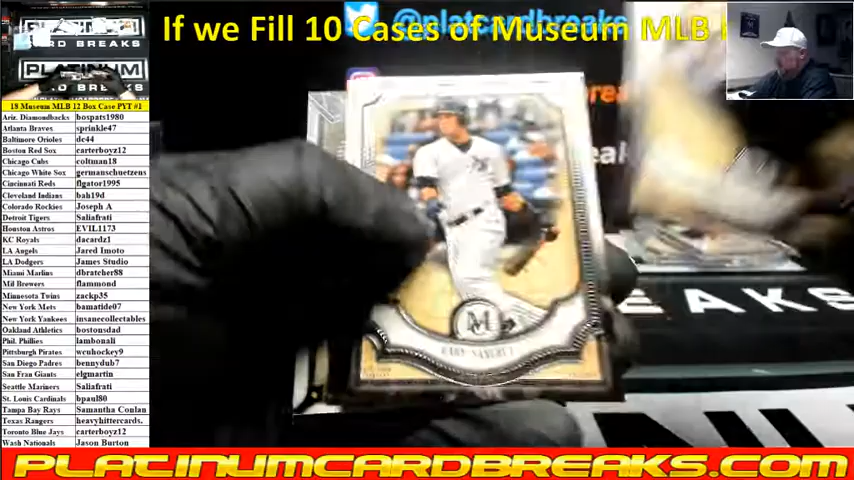 If we Fill 10 Cases of Museum MLB
@platcardbreaks
PLATINUM
CARD BREAKS
PLATINUM
18 Museum MLB 12 Box Case PYT #1
Ariz. Diamondbacks bospats1980
Atlanta Braves sprinkle47
Baltimore Orioles dc44
Boston Red Sox carterboyz12
Chicago Cubs coltman18
Chicago White Sox germanschuetzens
Cincinnati Reds flgator1995
Cleveland Indians bah19d
Colorado Rockies Joseph A
Detroit Tigers Saliafrati
Houston Astros EVIL1173
KC Royals dacardz1
LA Angels Jared Imoto
LA Dodgers James Studio
Miami Marlins dbratcher88
Mil Brewers flammond
Minnesota Twins zackp35
New York Mets bamatide07
New York Yankees insanecollectables
Oakland Athletics bostonsdad
Phil. Phillies lambonali
Pittsburgh Pirates wcuhockey9
San Diego Padres bennydub7
San Fran Giants elgmartin
Seattle Mariners Saliafrati
St. Louis Cardinals bpaul80
Tampa Bay Rays Samantha Conlan
Texas Rangers heavyhittercards.
Toronto Blue Jays carterboyz12
Wash Nationals Jason Burton
M
GARY SANCHEZ
EAKS
PLATINUMCARDBREAKS.COM